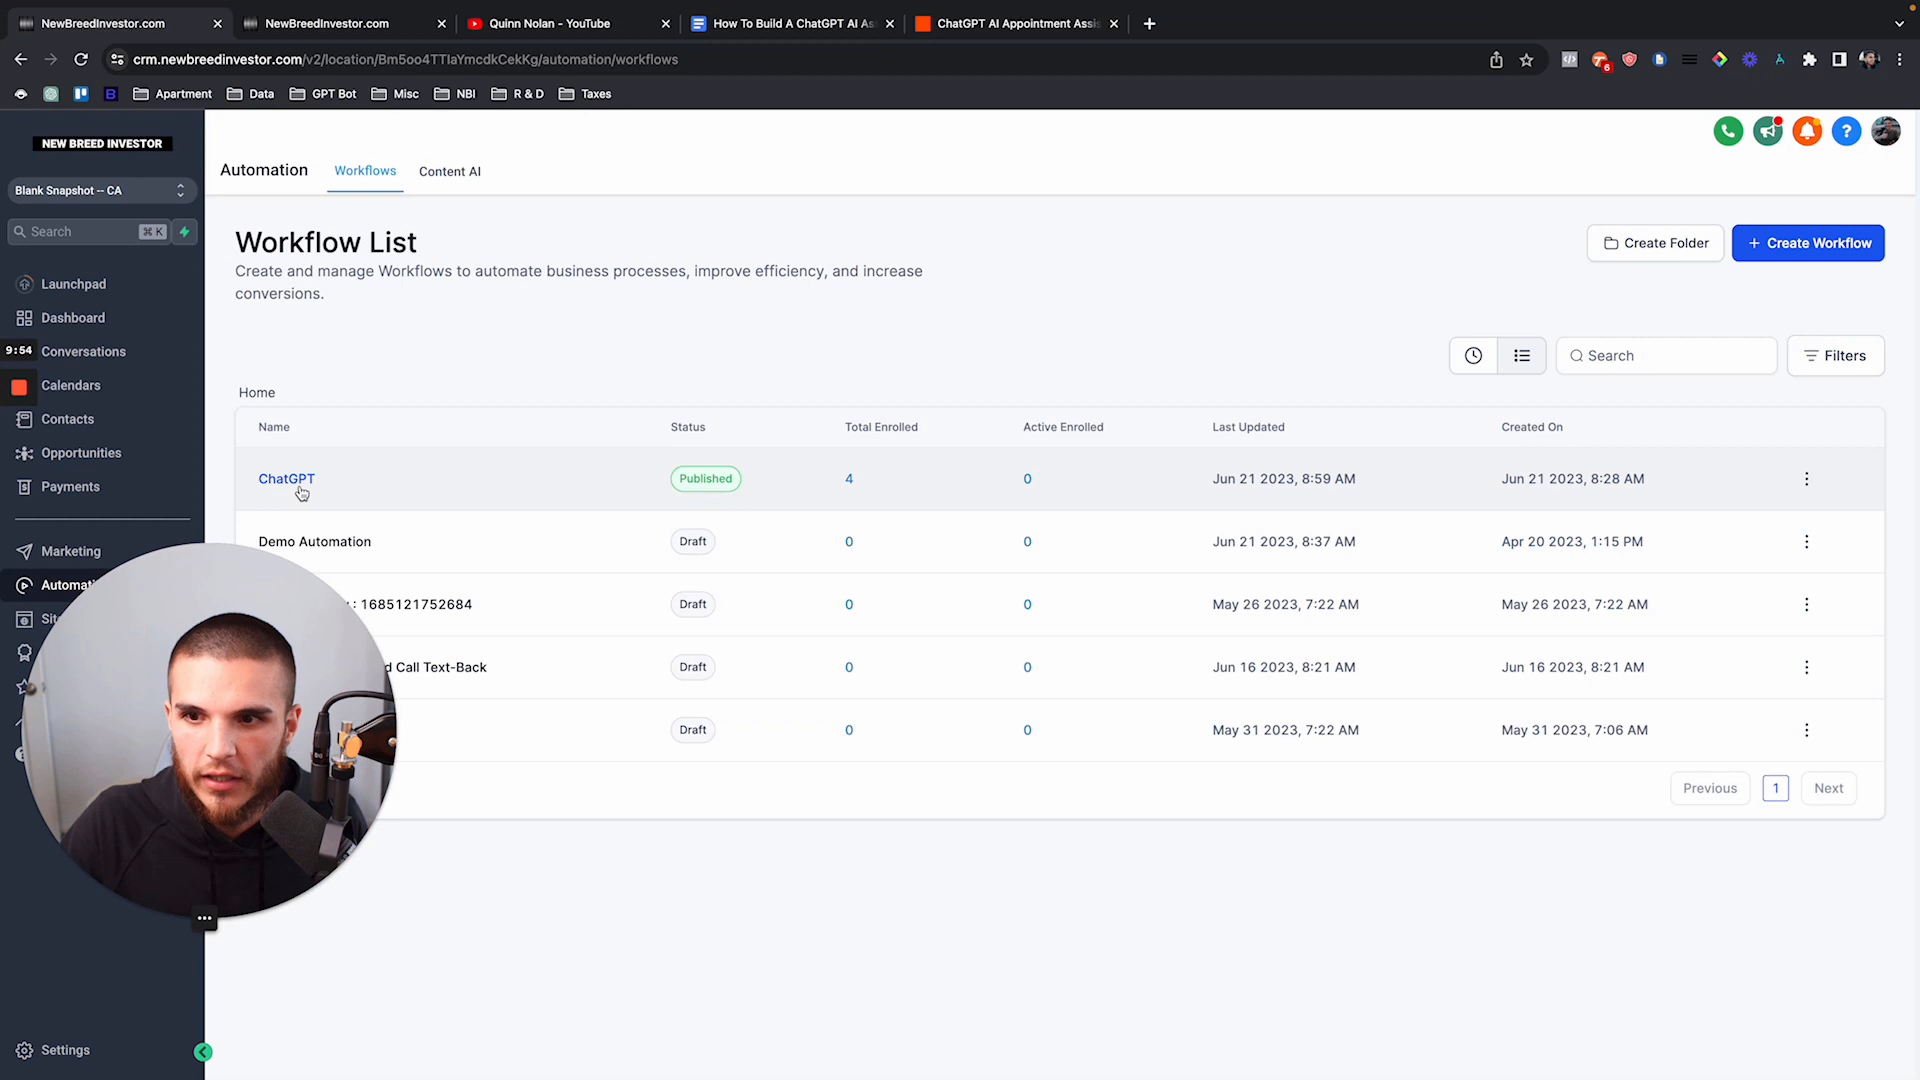 NewBreedInvestor.com
NewBreedInvestor.com
Quinn Nolan - YouTube
How To Build A ChatGPT AI As
ChatGPT AI Appointment Assis
crm.newbreedinvestor.com/v2/location/Bm5oo4TTIaYmcdkCekKg/automation/workflows
6
Apartment
Data
GPT Bot
Misc
NBI
R & D
Taxes
NEW BREED INVESTOR
Blank Snapshot -- CA
Search
⌘ K
Launchpad
Dashboard
9:54
Conversations
Calendars
Contacts
Opportunities
Payments
Marketing
Automati
Sit
Settings
Automation
Workflows
Content AI
Workflow List
Create and manage Workflows to automate business processes, improve efficiency, and increase
conversions.
Create Folder
+ Create Workflow
Search
Filters
Home
Name Status Total Enrolled Active Enrolled Last Updated Created On
ChatGPT Published 4 0 Jun 21 2023, 8:59 AM Jun 21 2023, 8:28 AM
Demo Automation Draft 0 0 Jun 21 2023, 8:37 AM Apr 20 2023, 1:15 PM
: 1685121752684 Draft 0 0 May 26 2023, 7:22 AM May 26 2023, 7:22 AM
d Call Text-Back Draft 0 0 Jun 16 2023, 8:21 AM Jun 16 2023, 8:21 AM
Draft 0 0 May 31 2023, 7:22 AM May 31 2023, 7:06 AM
Previous 1 Next